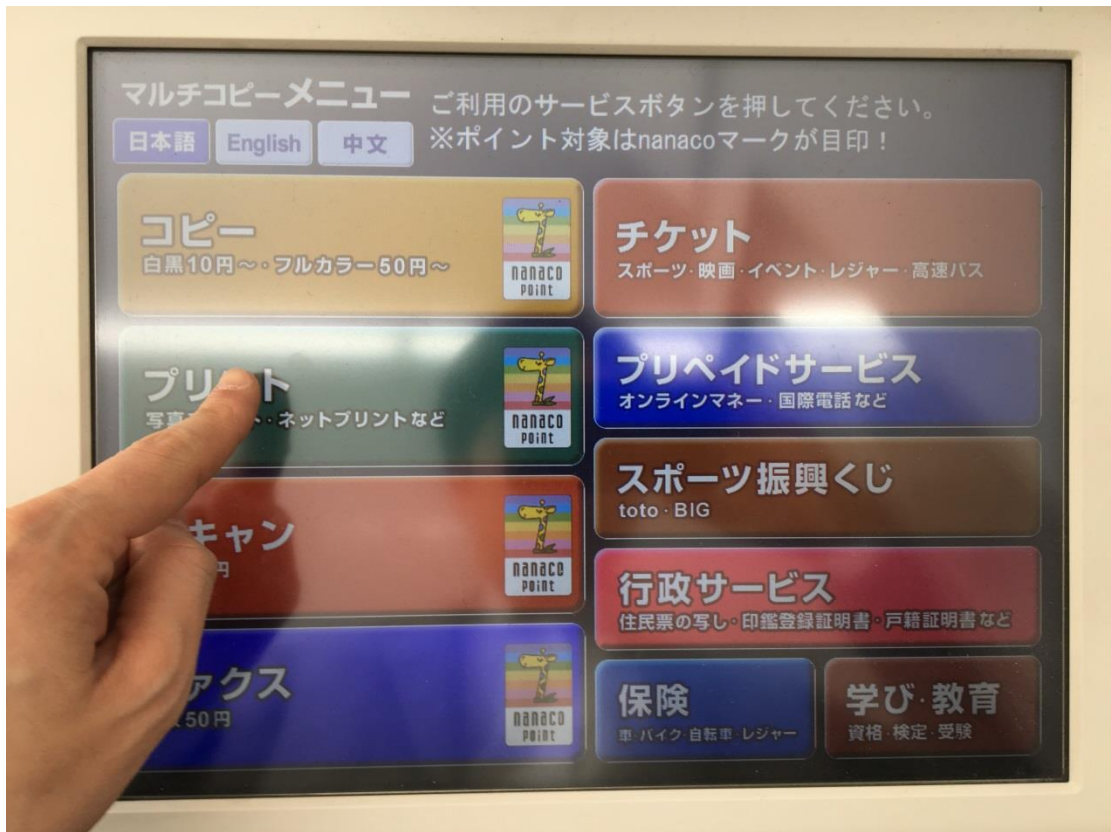 マルチコピーメニュー
ご利用のサービスボタンを押してください。
※ポイント対象はnanacoマークが目印！
日本語 English 中文
コピー
白黒10円～・フルカラー50円～
nanaco
Point
チケット
スポーツ・映画・イベント・レジャー・高速バス
プリ ト
写真 ト・ネットプリントなど
nanaco
Point
プリペイドサービス
オンラインマネー・国際電話など
キャン
円
nanaco
Point
スポーツ振興くじ
toto・BIG
行政サービス
住民票の写し・印鑑登録証明書・戸籍証明書など
ァクス
50円
nanaco
Point
保険
車・バイク・自転車・レジャー
学び・教育
資格・検定・受験